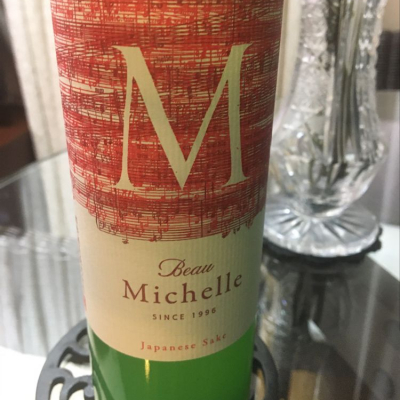 M
Beau
Michelle
SINCE 1998
Japanese Sake